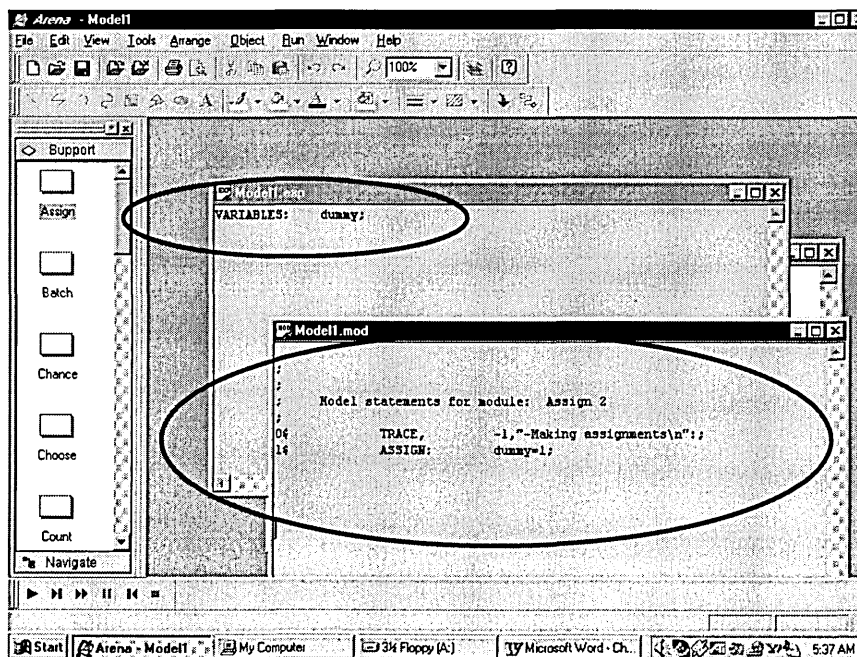 Arena - Model1
File Edit View Tools Arrange Object Run Window Help
100%
A A
Support
Assign
Batch
Chance
Choose
Count
Navigate
Model1.exp
VARIABLES: dummy;
Model1.mod
;
;
; Model statements for module: Assign 2
;
0$ TRACE, -1,"-Making assignments\n":;
1$ ASSIGN: dummy=1;
Start Arena - Model1 My Computer 3½ Floppy (A:) Microsoft Word - Ch... 5:37 AM